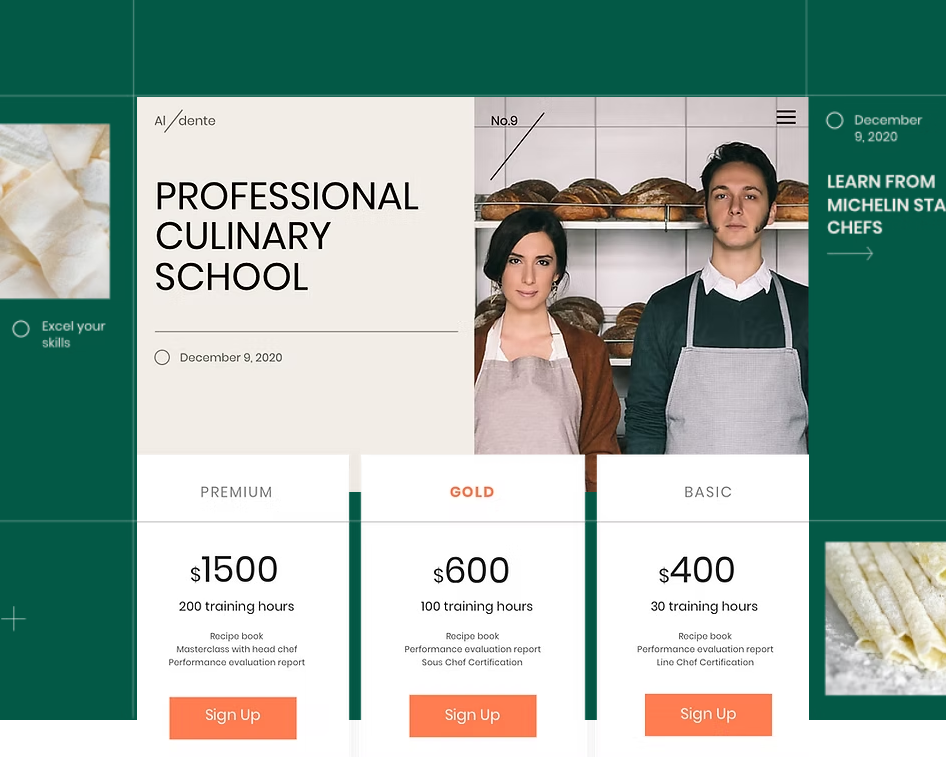 Al dente
PROFESSIONAL
CULINARY
SCHOOL
December 9, 2020
No.9
Excel your
skills
December
9, 2020
LEARN FROM
MICHELIN STA
CHEFS
PREMIUM
$1500
200 training hours
Recipe book
Masterclass with head chef
Performance evaluation report
Sign Up
GOLD
$600
100 training hours
Recipe book
Performance evaluation report
Sous Chef Certification
Sign Up
BASIC
$400
30 training hours
Recipe book
Performance evaluation report
Line Chef Certification
Sign Up